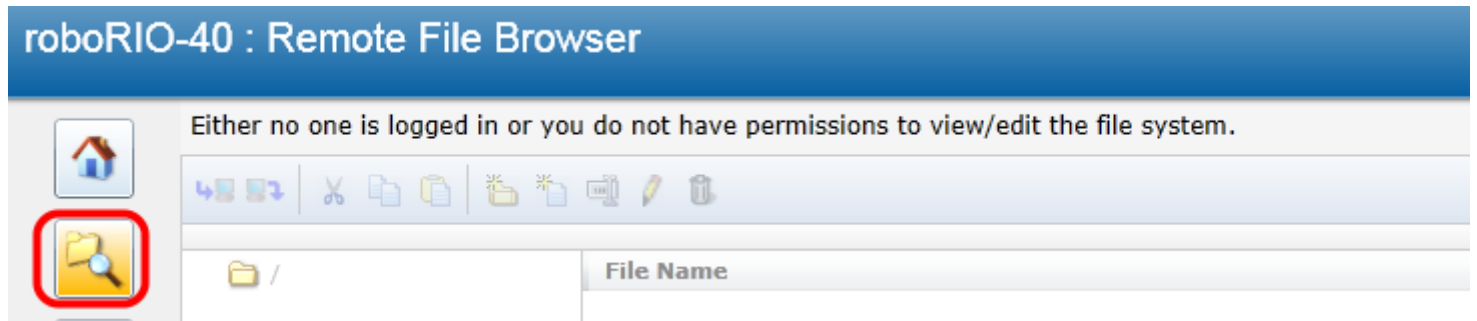 roboRIO-40 : Remote File Browser
Either no one is logged in or you do not have permissions to view/edit the file system.
/
File Name